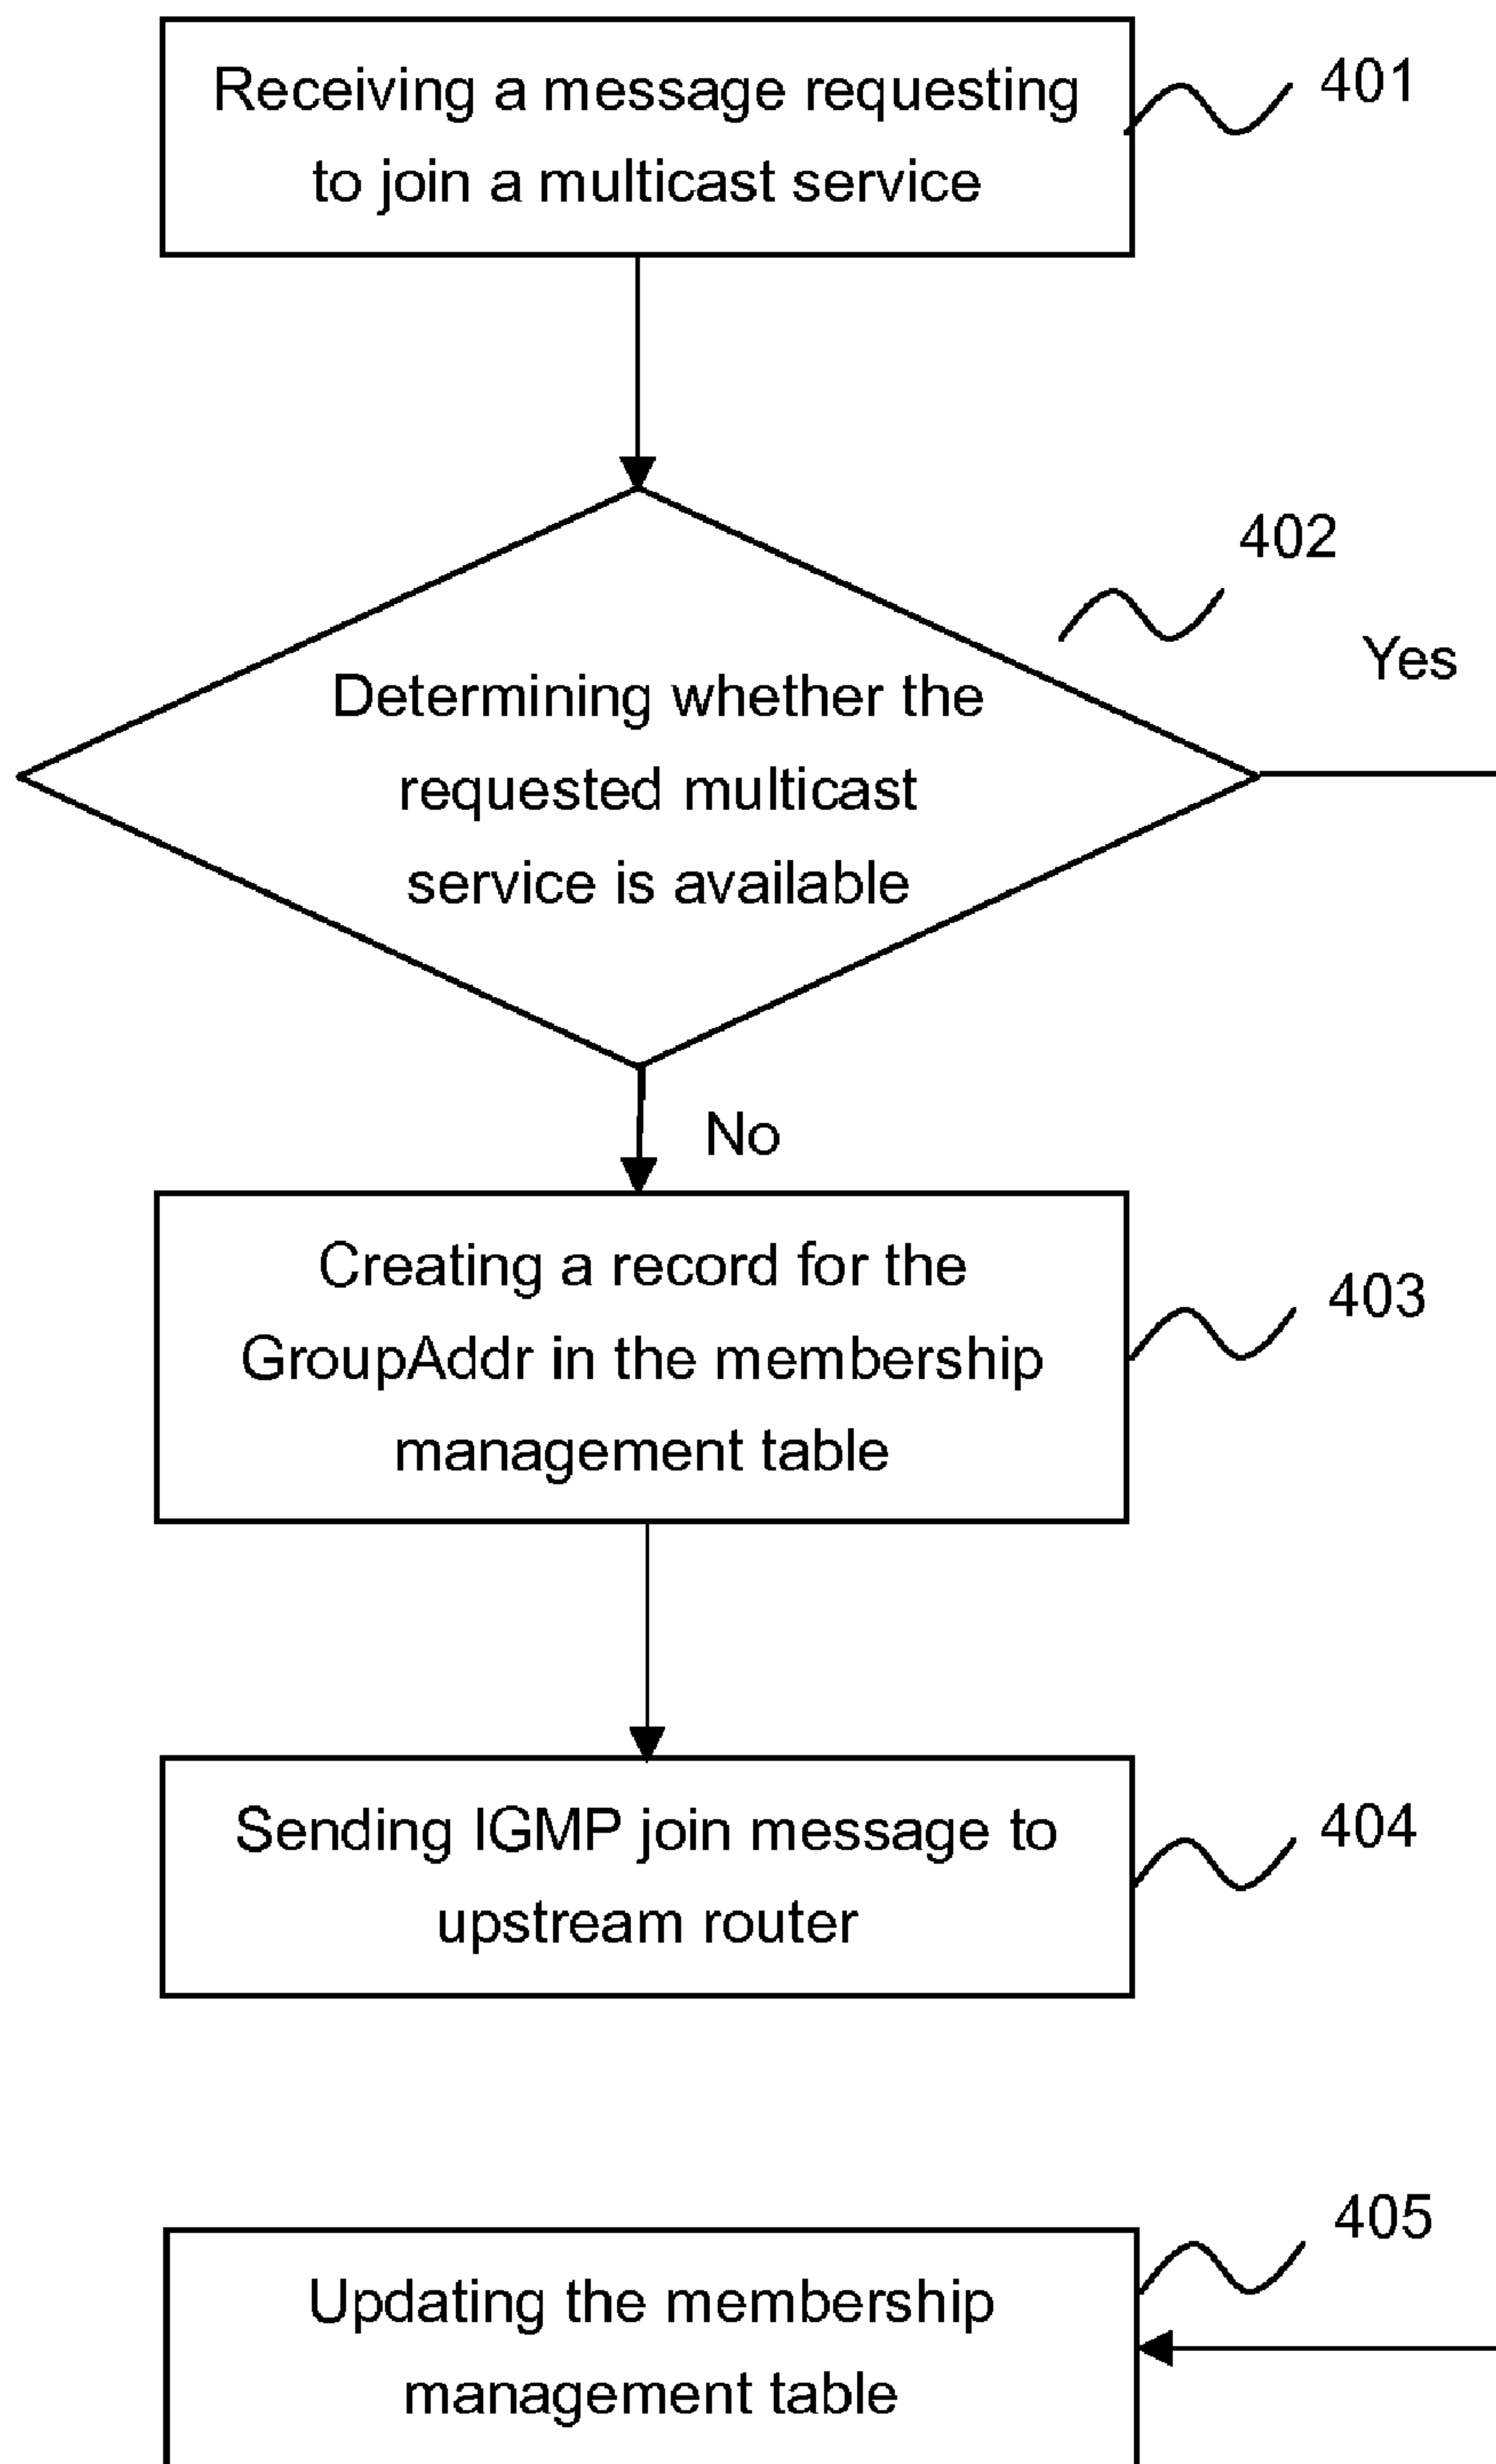 Receiving a message requesting
to join a multicast service
401
402
Yes
Determining whether the
requested multicast
service is available
No
Creating a record for the
GroupAddr in the membership
management table
403
Sending IGMP join message to
upstream router
404
405
Updating the membership
management table